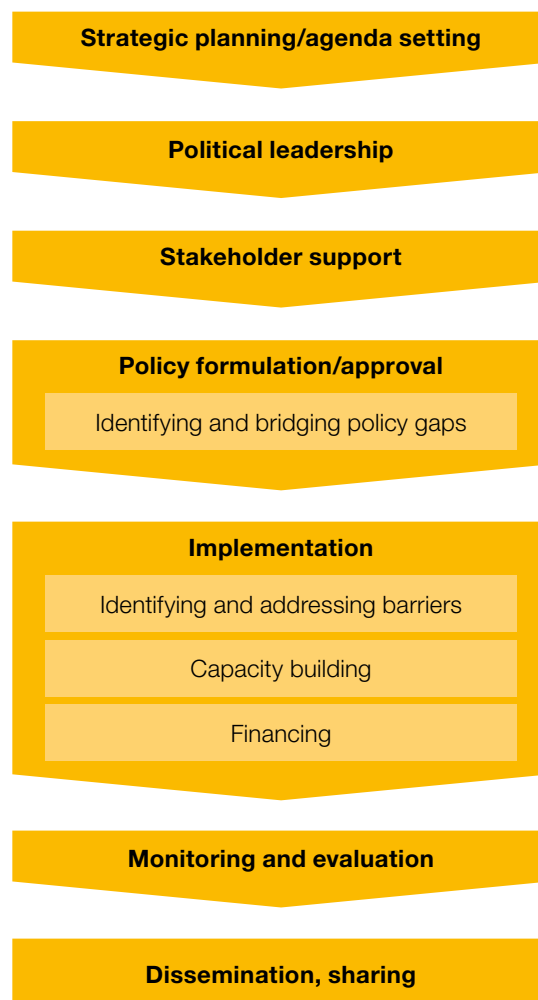 Strategic planning/agenda setting
Political leadership
Stakeholder support
Policy formulation/approval
Identifying and bridging policy gaps
Implementation
Identifying and addressing barriers
Capacity building
Financing
Monitoring and evaluation
Dissemination, sharing